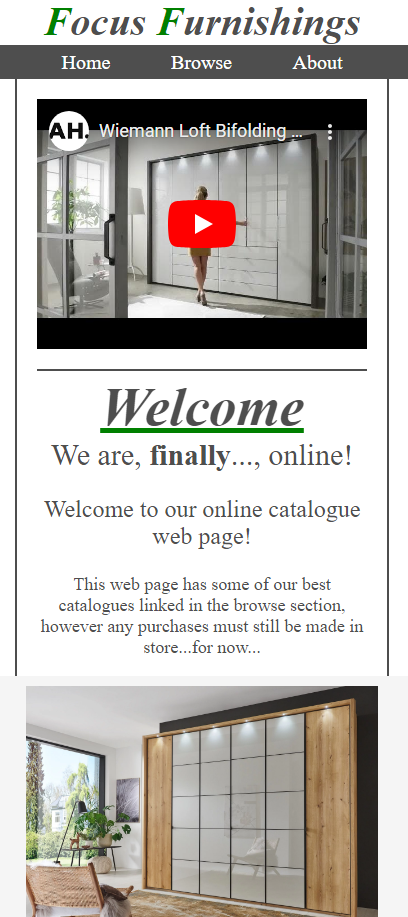 Focus Furnishings
Home Browse About
AH. Wiemann Loft Bifolding ...
Welcome
We are, finally..., online!
Welcome to our online catalogue
web page!
This web page has some of our best
catalogues linked in the browse section,
however any purchases must still be made in
store...for now...